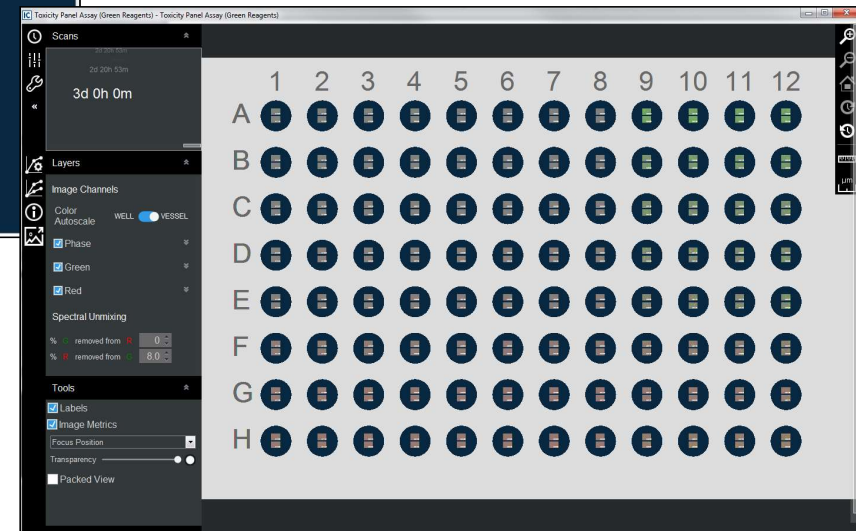 IC Toxicity Panel Assay (Green Reagents) - Toxicity Panel Assay (Green Reagents)
Scans
2d 20h 53m
3d 0h 0m
Layers
Image Channels
Color Autoscale WELL VESSEL
Phase
Green
Red
Spectral Unmixing
% G removed from R 0
% R removed from G 8.0
Tools
Labels
Image Metrics
Focus Position
Transparency
Packed View
1 2 3 4 5 6 7 8 9 10 11 12
A
B
C
D
E
F
G
H
µm